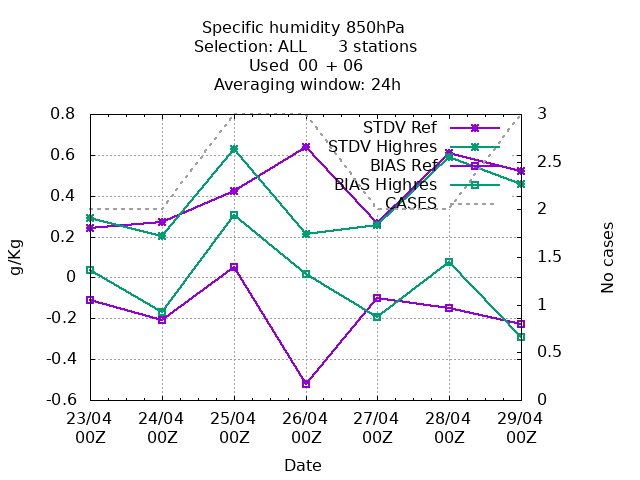 Specific humidity 850hPa
Selection: ALL      3 stations
Used  00 + 06
Averaging window: 24h
STDV Ref
STDV Highres
BIAS Ref
BIAS Highres
CASES
0.8
0.6
0.4
0.2
0
-0.2
-0.4
-0.6
g/Kg
3
2.5
2
1.5
1
0.5
0
No cases
23/04 24/04 25/04 26/04 27/04 28/04 29/04
00Z 00Z 00Z 00Z 00Z 00Z 00Z
Date